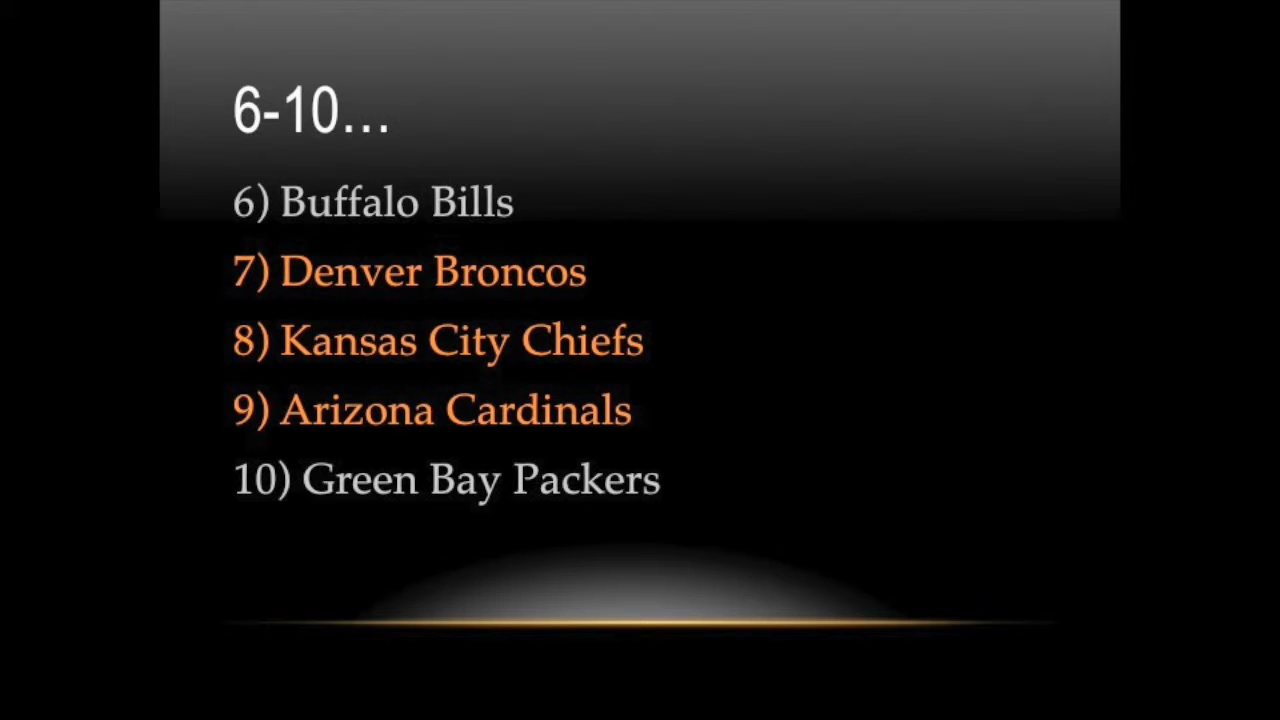 6-10...
6) Buffalo Bills
7) Denver Broncos
8) Kansas City Chiefs
9) Arizona Cardinals
10) Green Bay Packers